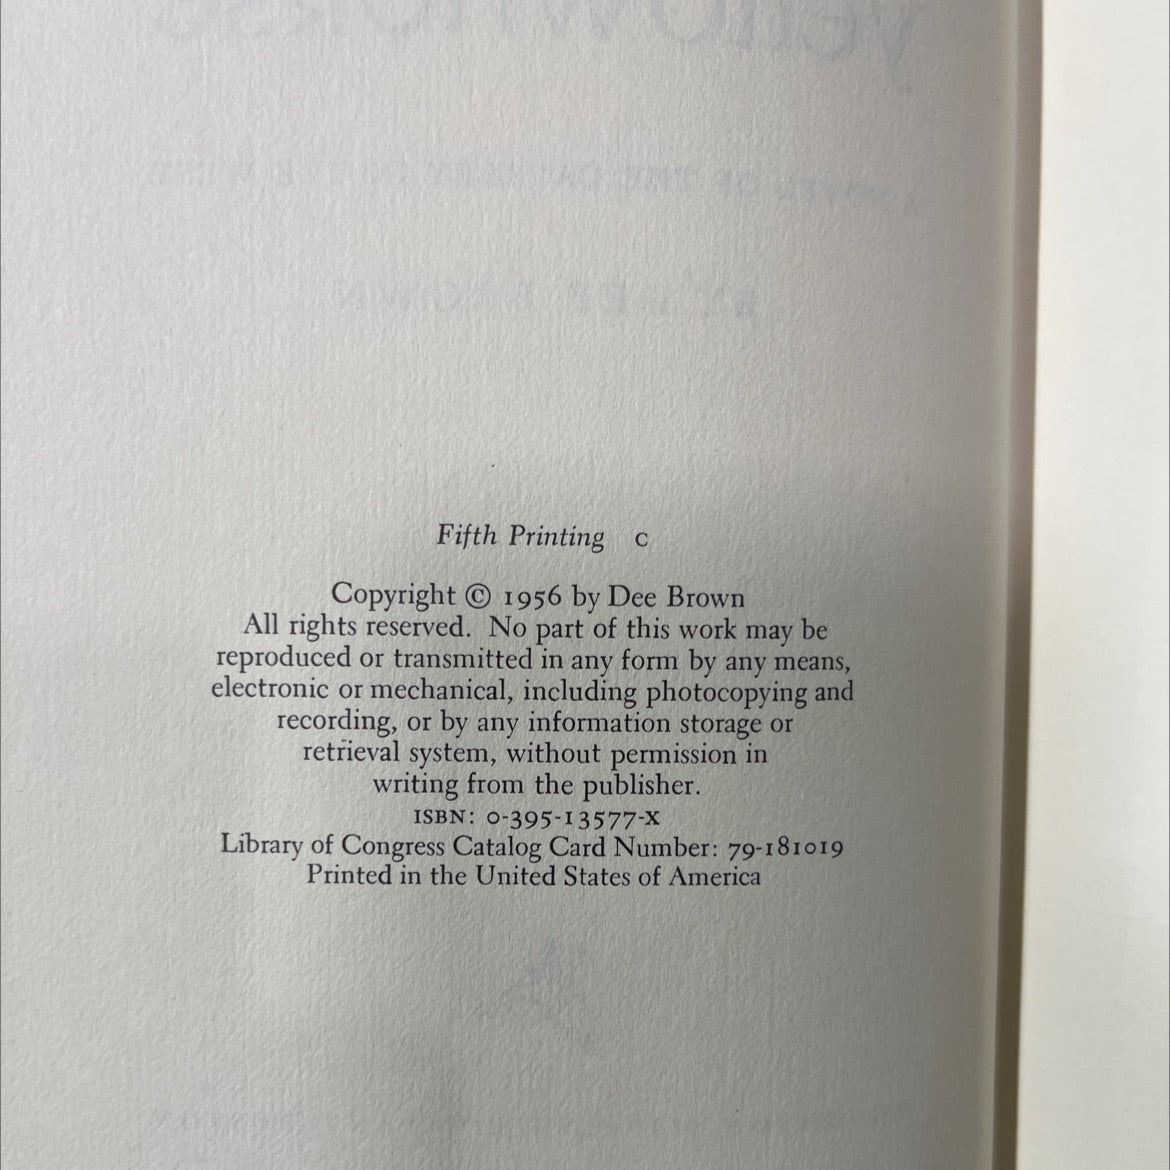 Fifth Printing C
Copyright © 1956 by Dee Brown
All rights reserved. No part of this work may be
reproduced or transmitted in any form by any means,
electronic or mechanical, including photocopying and
recording, or by any information storage or
retrieval system, without permission in
writing from the publisher.
ISBN: 0-395-13577-X
Library of Congress Catalog Card Number: 79-181019
Printed in the United States of America